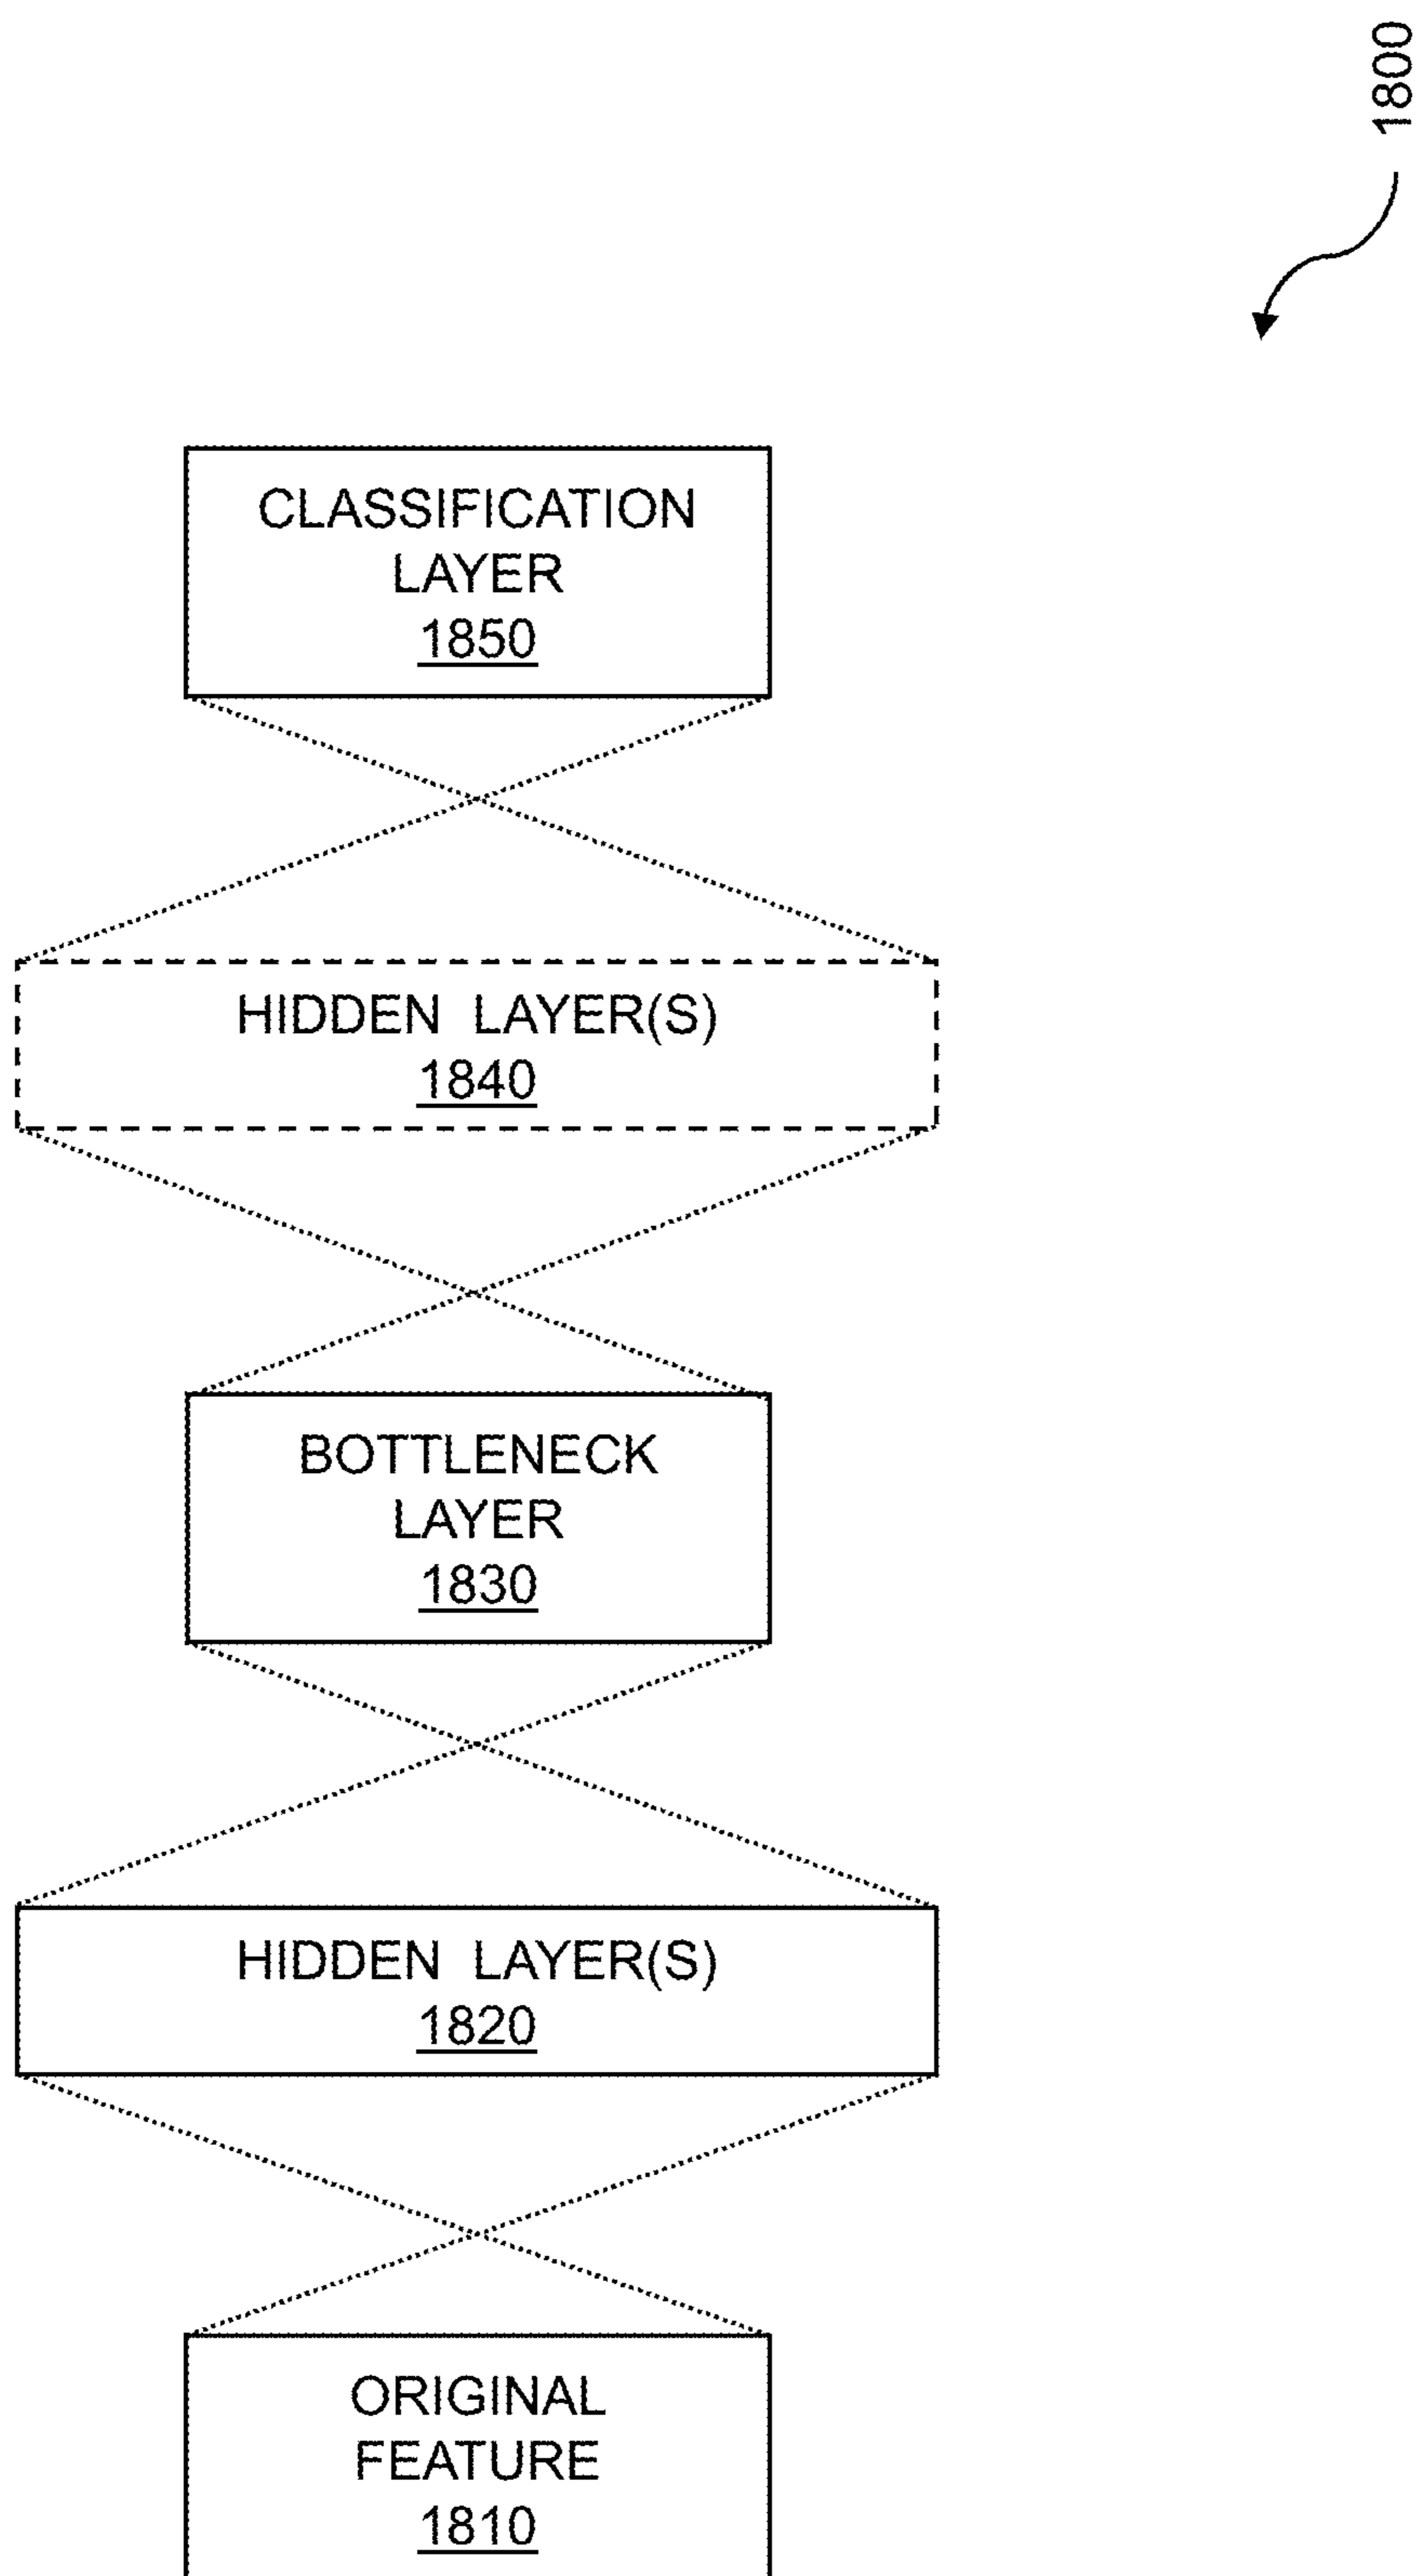 1800
CLASSIFICATION
LAYER
1850
HIDDEN LAYER(S)
1840
BOTTLENECK
LAYER
1830
HIDDEN LAYER(S)
1820
ORIGINAL
FEATURE
1810